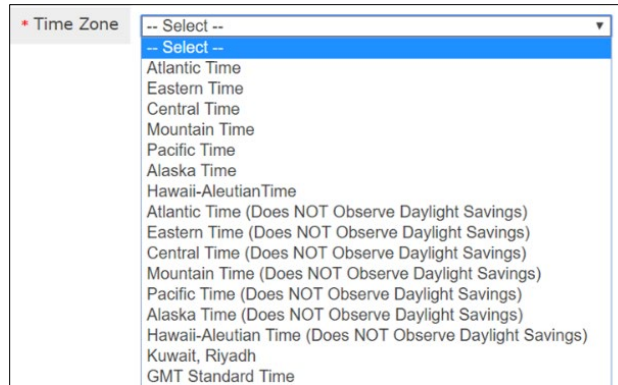 * Time Zone
-- Select --
-- Select --
Atlantic Time
Eastern Time
Central Time
Mountain Time
Pacific Time
Alaska Time
Hawaii-AleutianTime
Atlantic Time (Does NOT Observe Daylight Savings)
Eastern Time (Does NOT Observe Daylight Savings)
Central Time (Does NOT Observe Daylight Savings)
Mountain Time (Does NOT Observe Daylight Savings)
Pacific Time (Does NOT Observe Daylight Savings)
Alaska Time (Does NOT Observe Daylight Savings)
Hawaii-Aleutian Time (Does NOT Observe Daylight Savings)
Kuwait, Riyadh
GMT Standard Time